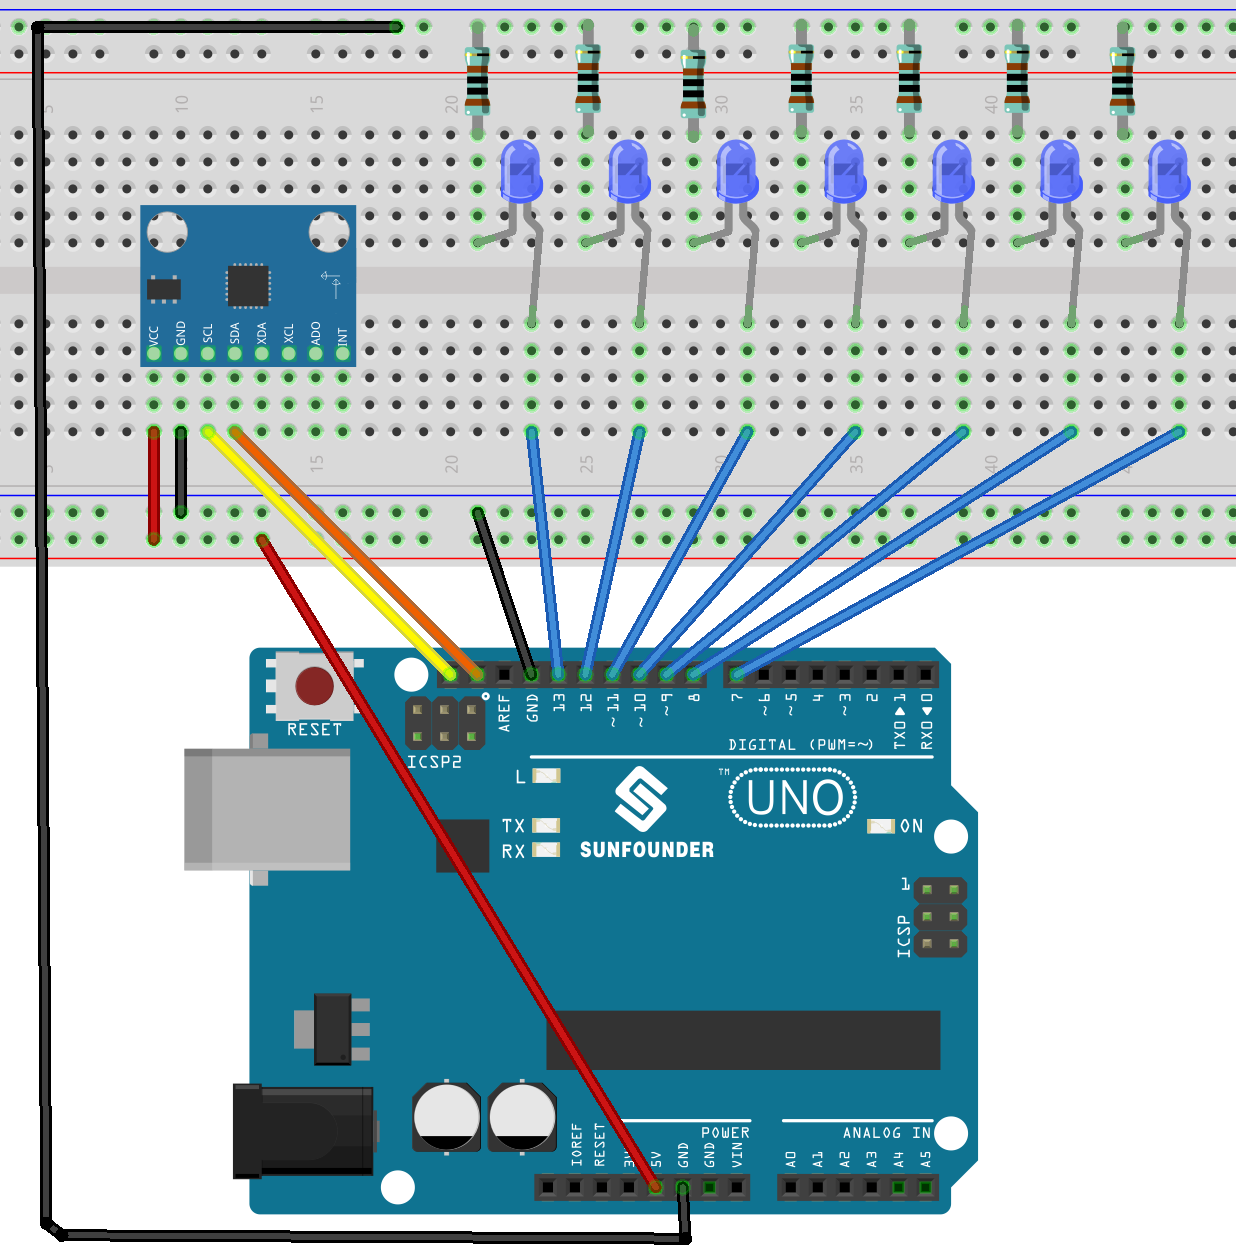 5 10 15 20 25 30 35 40
VCC GND SCL SDA XDA XCL ADO INT
5 15 20 25 30 35 40
RESET
AREF GND 13 12 ~11 ~10 ~9 8 7 ~6 ~5 4 ~3 2 TX0▶1 RX0◀0
ICSP2
DIGITAL (PWM=~)
L
TM UNO
TX
RX
ON
SUNFOUNDER
1
ICSP
POWER
ANALOG IN
IOREF RESET 5V GND GND VIN A0 A1 A2 A3 A4 A5